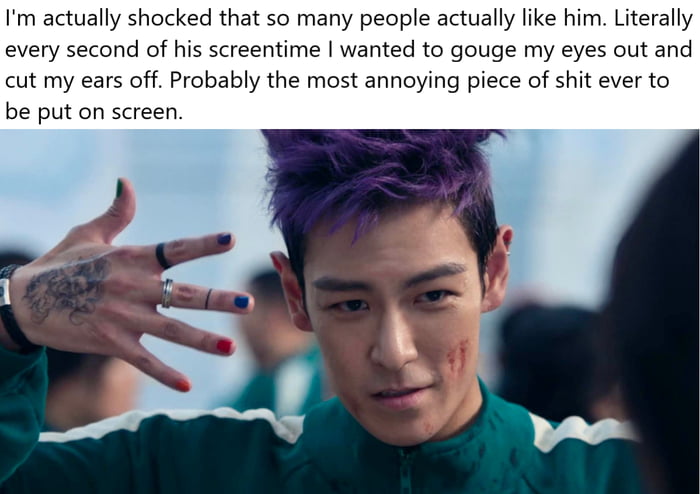 I'm actually shocked that so many people actually like him. Literally
every second of his screentime I wanted to gouge my eyes out and
cut my ears off. Probably the most annoying piece of shit ever to
be put on screen.